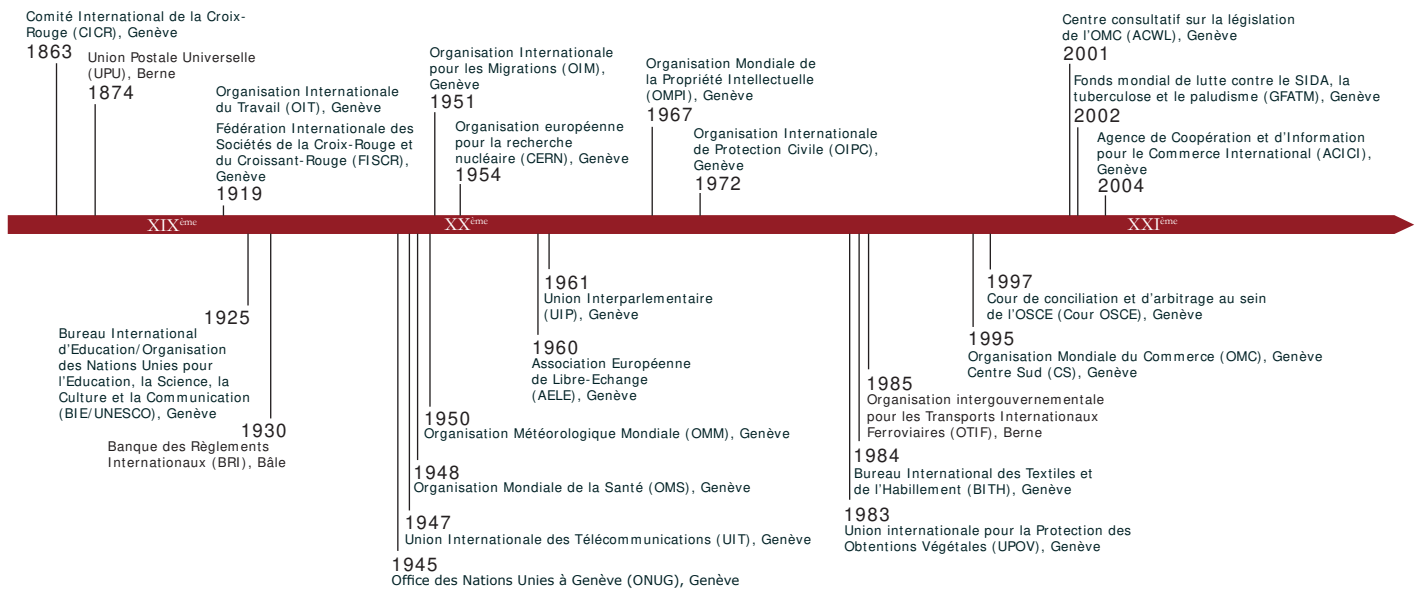 Comité International de la Croix-
Rouge (CICR), Genève
1863
Union Postale Universelle
(UPU), Berne
1874
Organisation Internationale
du Travail (OIT), Genève
Fédération Internationale des
Sociétés de la Croix-Rouge et
du Croissant-Rouge (FISCR),
Genève
1919
Organisation Internationale
pour les Migrations (OIM),
Genève
1951
Organisation européenne
pour la recherche
nucléaire (CERN), Genève
1954
Organisation Mondiale de
la Propriété Intellectuelle
(OMPI), Genève
1967
Organisation Internationale
de Protection Civile (OIPC),
Genève
1972
Centre consultatif sur la législation
de l'OMC (ACWL), Genève
2001
Fonds mondial de lutte contre le SIDA, la
tuberculose et le paludisme (GFATM), Genève
2002
Agence de Coopération et d'Information
pour le Commerce International (ACICI),
Genève
2004
XIXème
XXème
XXIème
1925
Bureau International
d'Education/Organisation
des Nations Unies pour
l'Education, la Science, la
Culture et la Communication
(BIE/UNESCO), Genève
1930
Banque des Règlements
Internationaux (BRI), Bâle
1945
Office des Nations Unies à Genève (ONUG), Genève
1947
Union Internationale des Télécommunications (UIT), Genève
1948
Organisation Mondiale de la Santé (OMS), Genève
1950
Organisation Météorologique Mondiale (OMM), Genève
1960
Association Européenne
de Libre-Echange
(AELE), Genève
1961
Union Interparlementaire
(UIP), Genève
1983
Union internationale pour la Protection des
Obtentions Végétales (UPOV), Genève
1984
Bureau International des Textiles et
de l'Habillement (BITH), Genève
1985
Organisation intergouvernementale
pour les Transports Internationaux
Ferroviaires (OTIF), Berne
1995
Organisation Mondiale du Commerce (OMC), Genève
Centre Sud (CS), Genève
1997
Cour de conciliation et d'arbitrage au sein
de l'OSCE (Cour OSCE), Genève